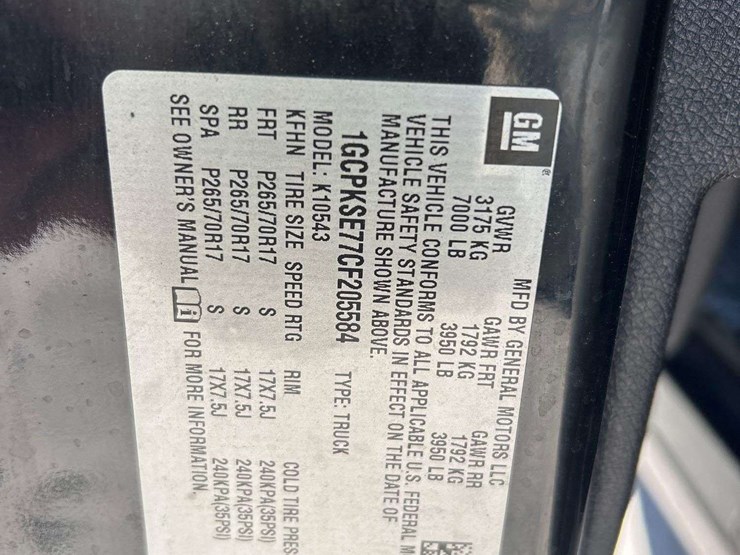 GM
MFD BY GENERAL MOTORS LLC
GVWR GAWR FRT GAWR RR
3175 KG 1792 KG 1792 KG
7000 LB 3950 LB 3950 LB
THIS VEHICLE CONFORMS TO ALL APPLICABLE U.S. FEDERAL M
VEHICLE SAFETY STANDARDS IN EFFECT ON THE DATE OF
MANUFACTURE SHOWN ABOVE.
1GCPKSE77CF205584 TYPE: TRUCK
MODEL: K10543
KFHN TIRE SIZE SPEED RTG RIM COLD TIRE PRES
FRT P265/70R17 S 17X7.5J 240KPA(35PSI)
RR P265/70R17 S 17X7.5J 240KPA(35PSI)
SPA P265/70R17 S 17X7.5J 240KPA(35PSI)
SEE OWNER'S MANUAL i FOR MORE INFORMATION